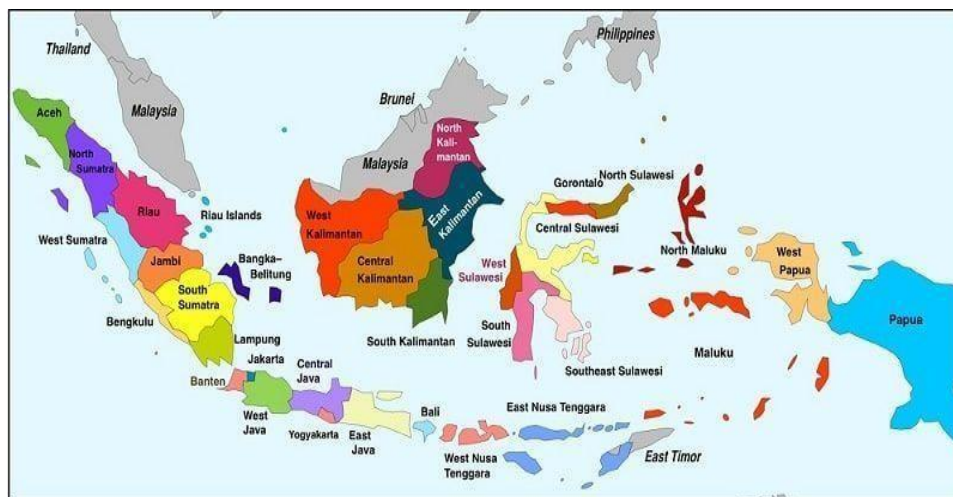 Thailand
Philippines
Malaysia
Brunei
Aceh
North
Sumatra
North
Kali-
mantan
Malaysia
Gorontalo
North Sulawesi
Riau
Riau Islands
West
Kalimantan
East
Kalimantan
Central Sulawesi
West Sumatra
Jambi
Bangka–
Belitung
Central
Kalimantan
West
Sulawesi
North Maluku
West
Papua
South
Sumatra
Bengkulu
Lampung
South Kalimantan
South
Sulawesi
Papua
Jakarta
Central
Java
Southeast Sulawesi
Maluku
Banten
West
Java
Yogyakarta
East
Java
Bali
East Nusa Tenggara
West Nusa
Tenggara
East Timor